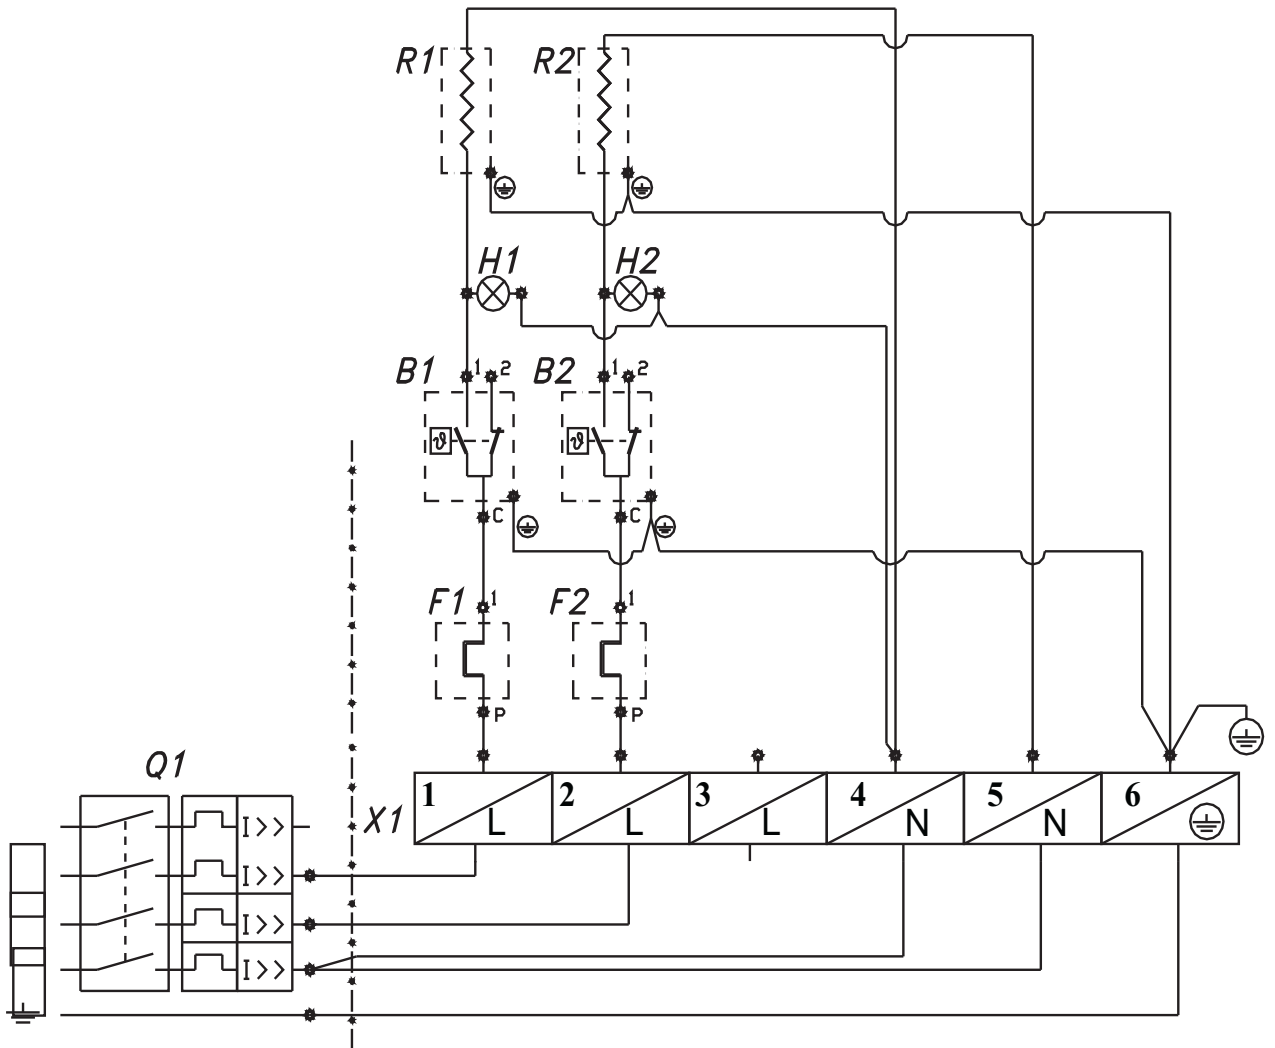 R1 R2
H1 H2
1 2 1 2
B1 B2
ϑ ϑ
C C
F1 1 F2 1
P P
Q1
X1 1 L 2 L 3 L 4 N 5 N 6
I >>
I >>
I >>
I >>